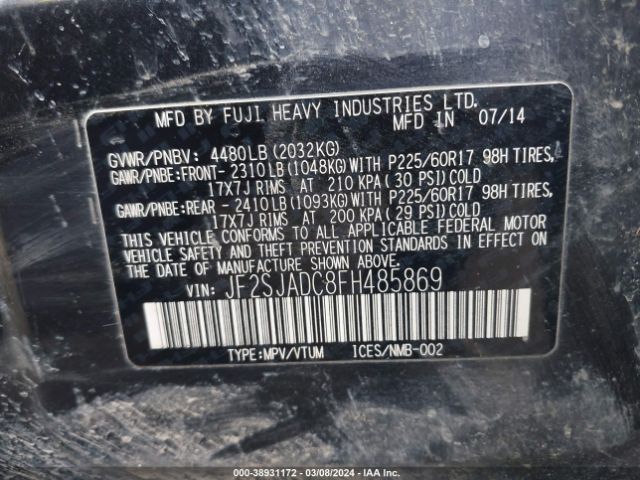 MFD BY FUJI HEAVY INDUSTRIES LTD.
MFD IN 07/14
GVWR/PNBV: 4480LB (2032KG)
GAWR/PNBE:FRONT- 2310LB (1048KG) WITH P225/60R17 98H TIRES,
17X7J RIMS AT 210 KPA (30 PSI) COLD
GAWR/PNBE:REAR - 2410LB (1093KG) WITH P225/60R17 98H TIRES,
17X7J RIMS AT 200 KPA (29 PSI) COLD
THIS VEHICLE CONFORMS TO ALL APPLICABLE FEDERAL MOTOR
VEHICLE SAFETY AND THEFT PREVENTION STANDARDS IN
EFFECT ON THE DATE OF MANUFACTURE SHOWN ABOVE.
VIN: JF2SJADC8FH485869
TYPE:MPV/VTUM ICES/NMB-002
000-38931172 - 03/08/2024 - IAA Inc.